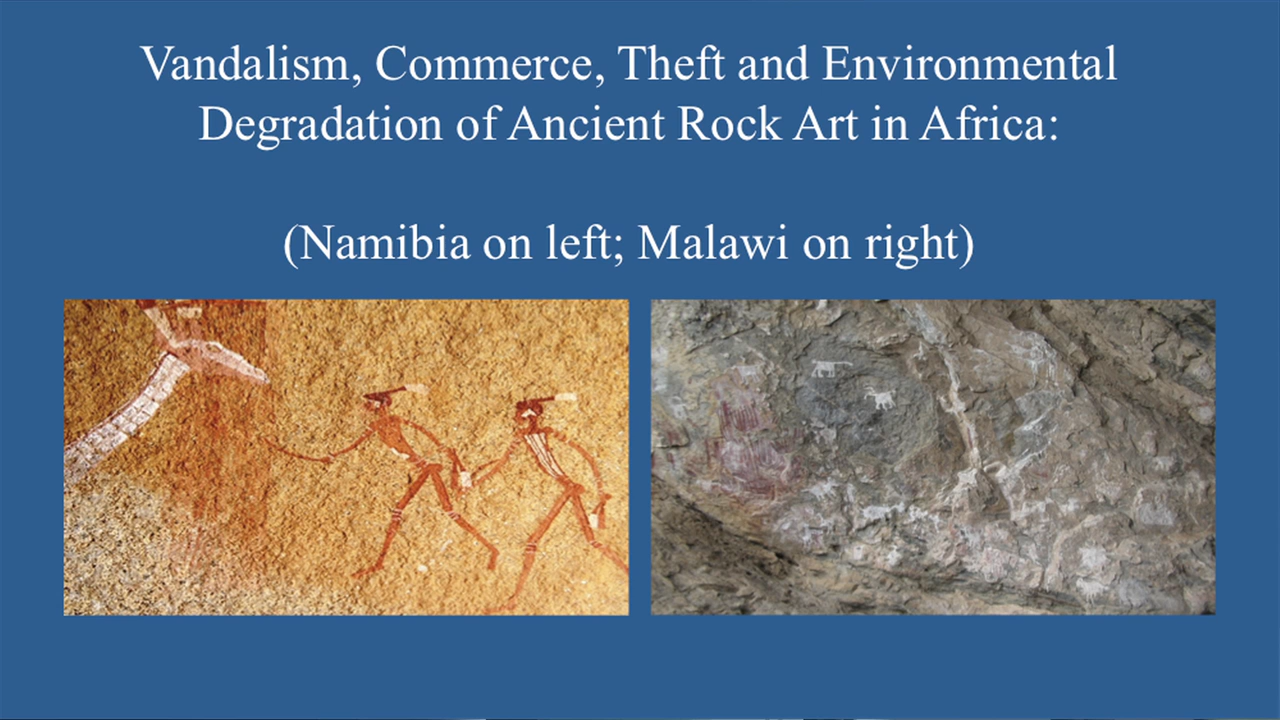 Vandalism, Commerce, Theft and Environmental
Degradation of Ancient Rock Art in Africa:
(Namibia on left; Malawi on right)